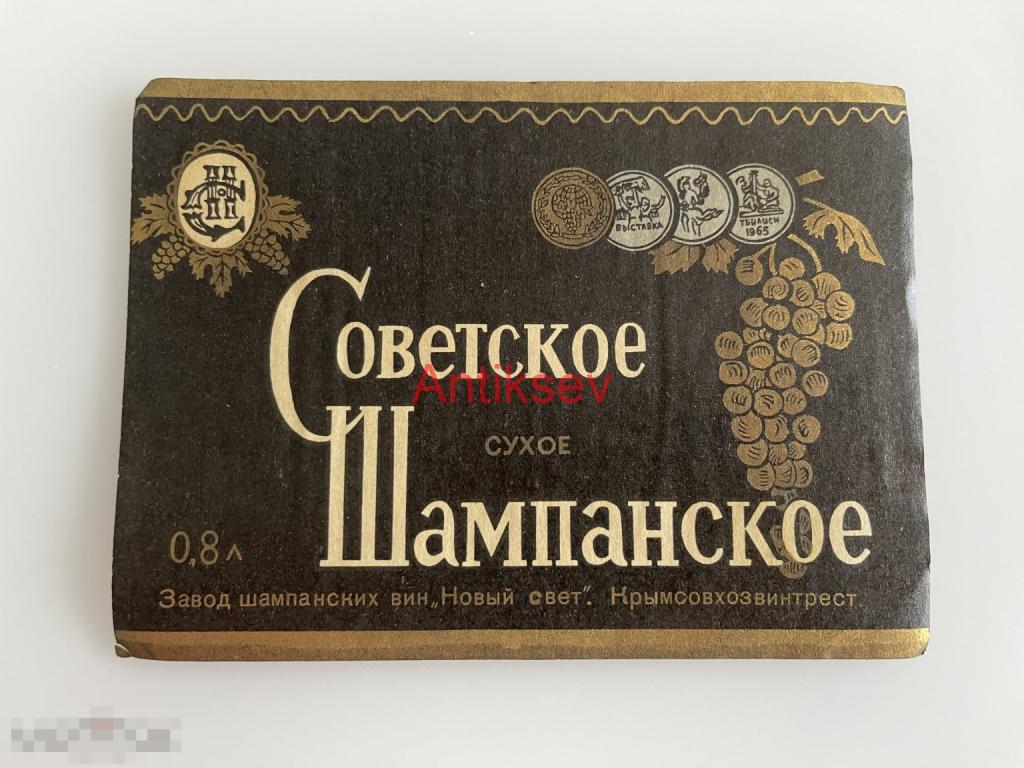 ВЫСТАВКА
ТБИЛИСИ
1965
Советское
Antiksev
сухое
Шампанское
0,8 л
Завод шампанских вин „Новый свет“. Крымсовхозвинтрест.